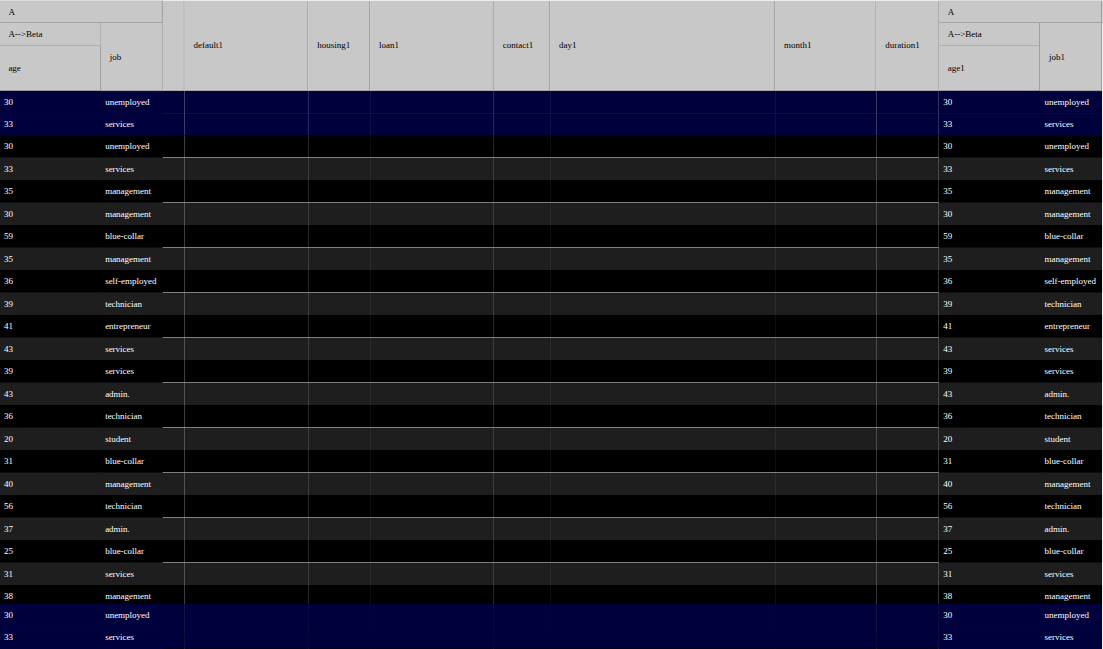 A A
A-->Beta job default1 housing1 loan1 contact1 day1 month1 duration1 A-->Beta job1
age age1
30 unemployed 30 unemployed
33 services 33 services
30 unemployed 30 unemployed
33 services 33 services
35 management 35 management
30 management 30 management
59 blue-collar 59 blue-collar
35 management 35 management
36 self-employed 36 self-employed
39 technician 39 technician
41 entrepreneur 41 entrepreneur
43 services 43 services
39 services 39 services
43 admin. 43 admin.
36 technician 36 technician
20 student 20 student
31 blue-collar 31 blue-collar
40 management 40 management
56 technician 56 technician
37 admin. 37 admin.
25 blue-collar 25 blue-collar
31 services 31 services
38 management 38 management
30 unemployed 30 unemployed
33 services 33 services